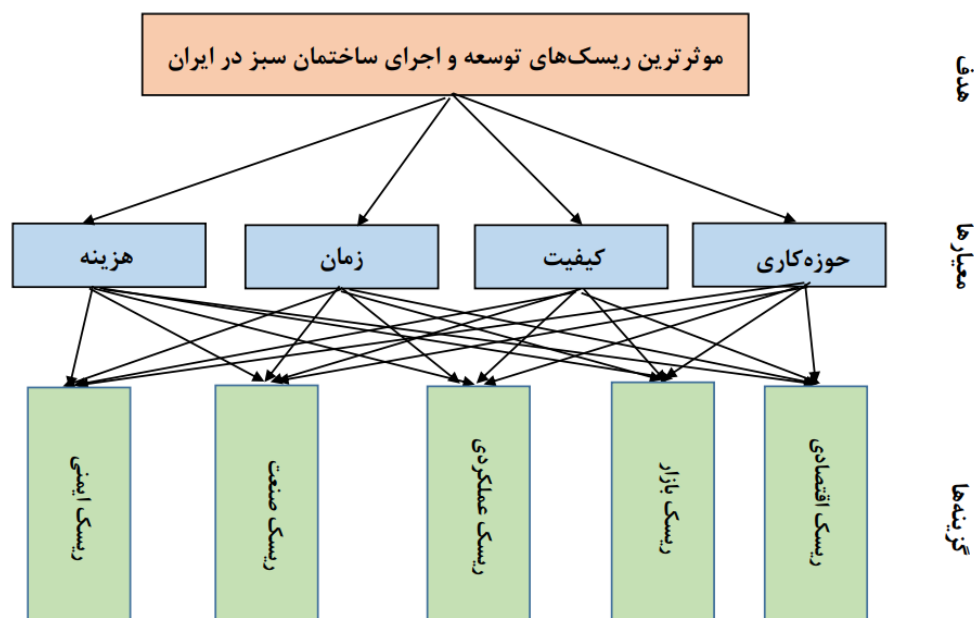 موثرترین ریسک‌های توسعه و اجرای ساختمان سبز در ایران
هدف
حوزه‌کاری
کیفیت
زمان
هزینه
معیارها
ریسک اقتصادی
ریسک بازار
ریسک عملکردی
ریسک صنعت
ریسک ایمنی
گزینه‌ها